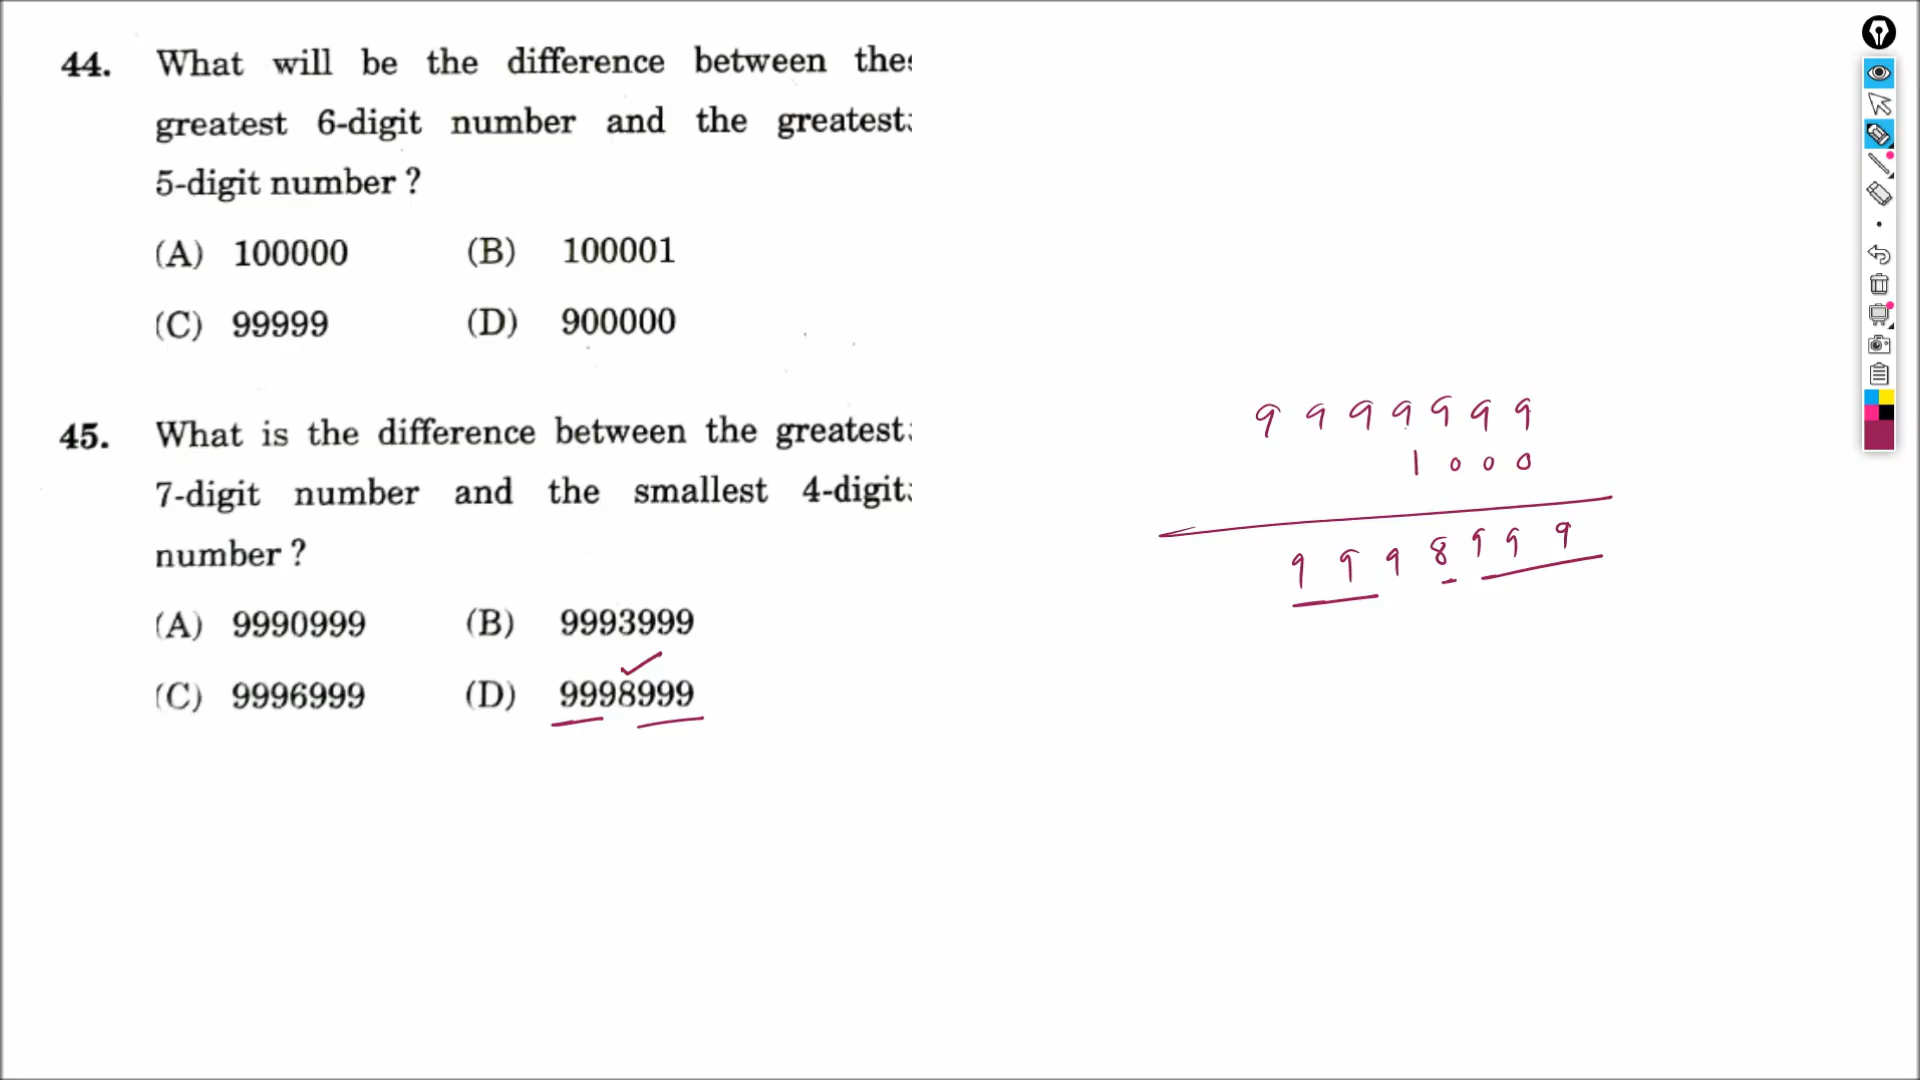 44. What will be the difference between the
greatest 6-digit number and the greatest
5-digit number ?
(A) 100000 (B) 100001
(C) 99999 (D) 900000
45. What is the difference between the greatest
7-digit number and the smallest 4-digit
number ?
(A) 9990999 (B) 9993999
(C) 9996999 (D) 9998999
9999999
1000
9998999